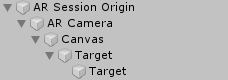 AR Session Origin
AR Camera
Canvas
Target
Target